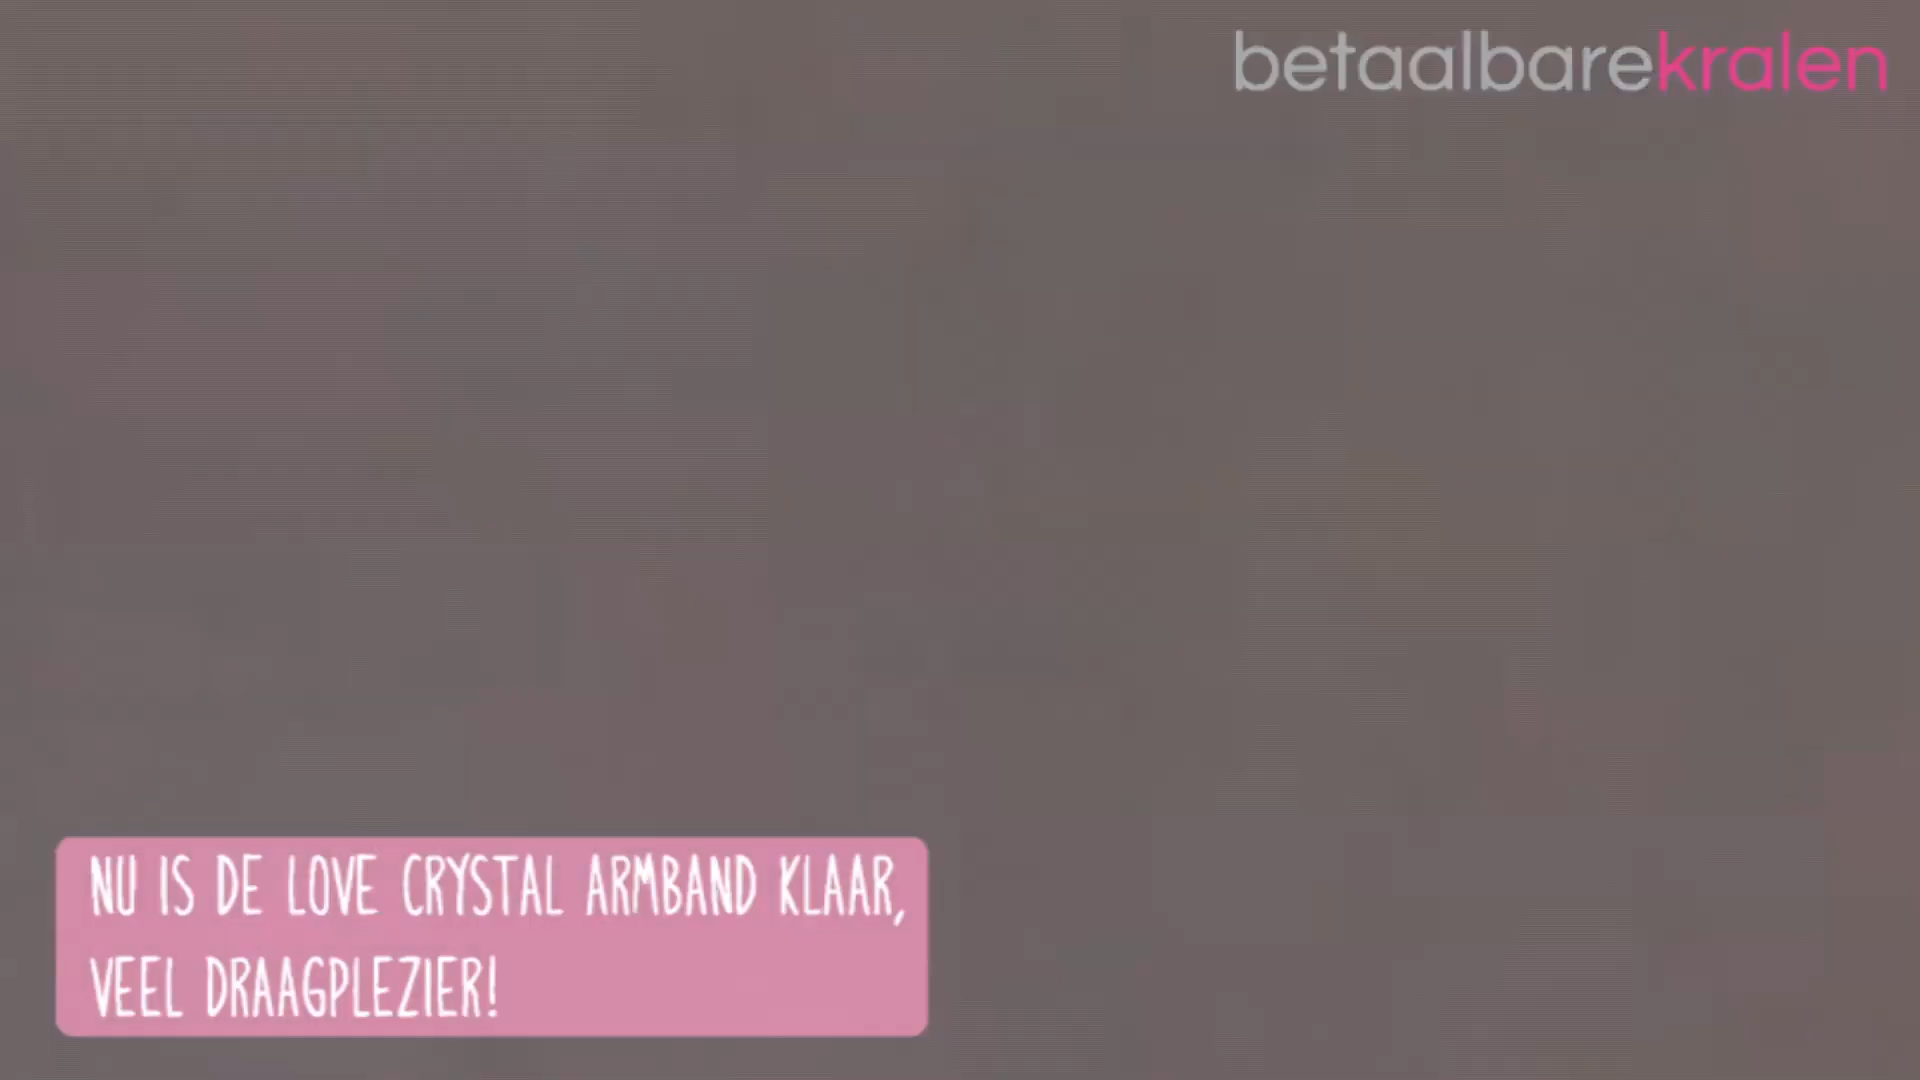 betaalbarekralen
NU IS DE LOVE CRYSTAL ARMBAND KLAAR,
VEEL DRAAGPLEZIER!